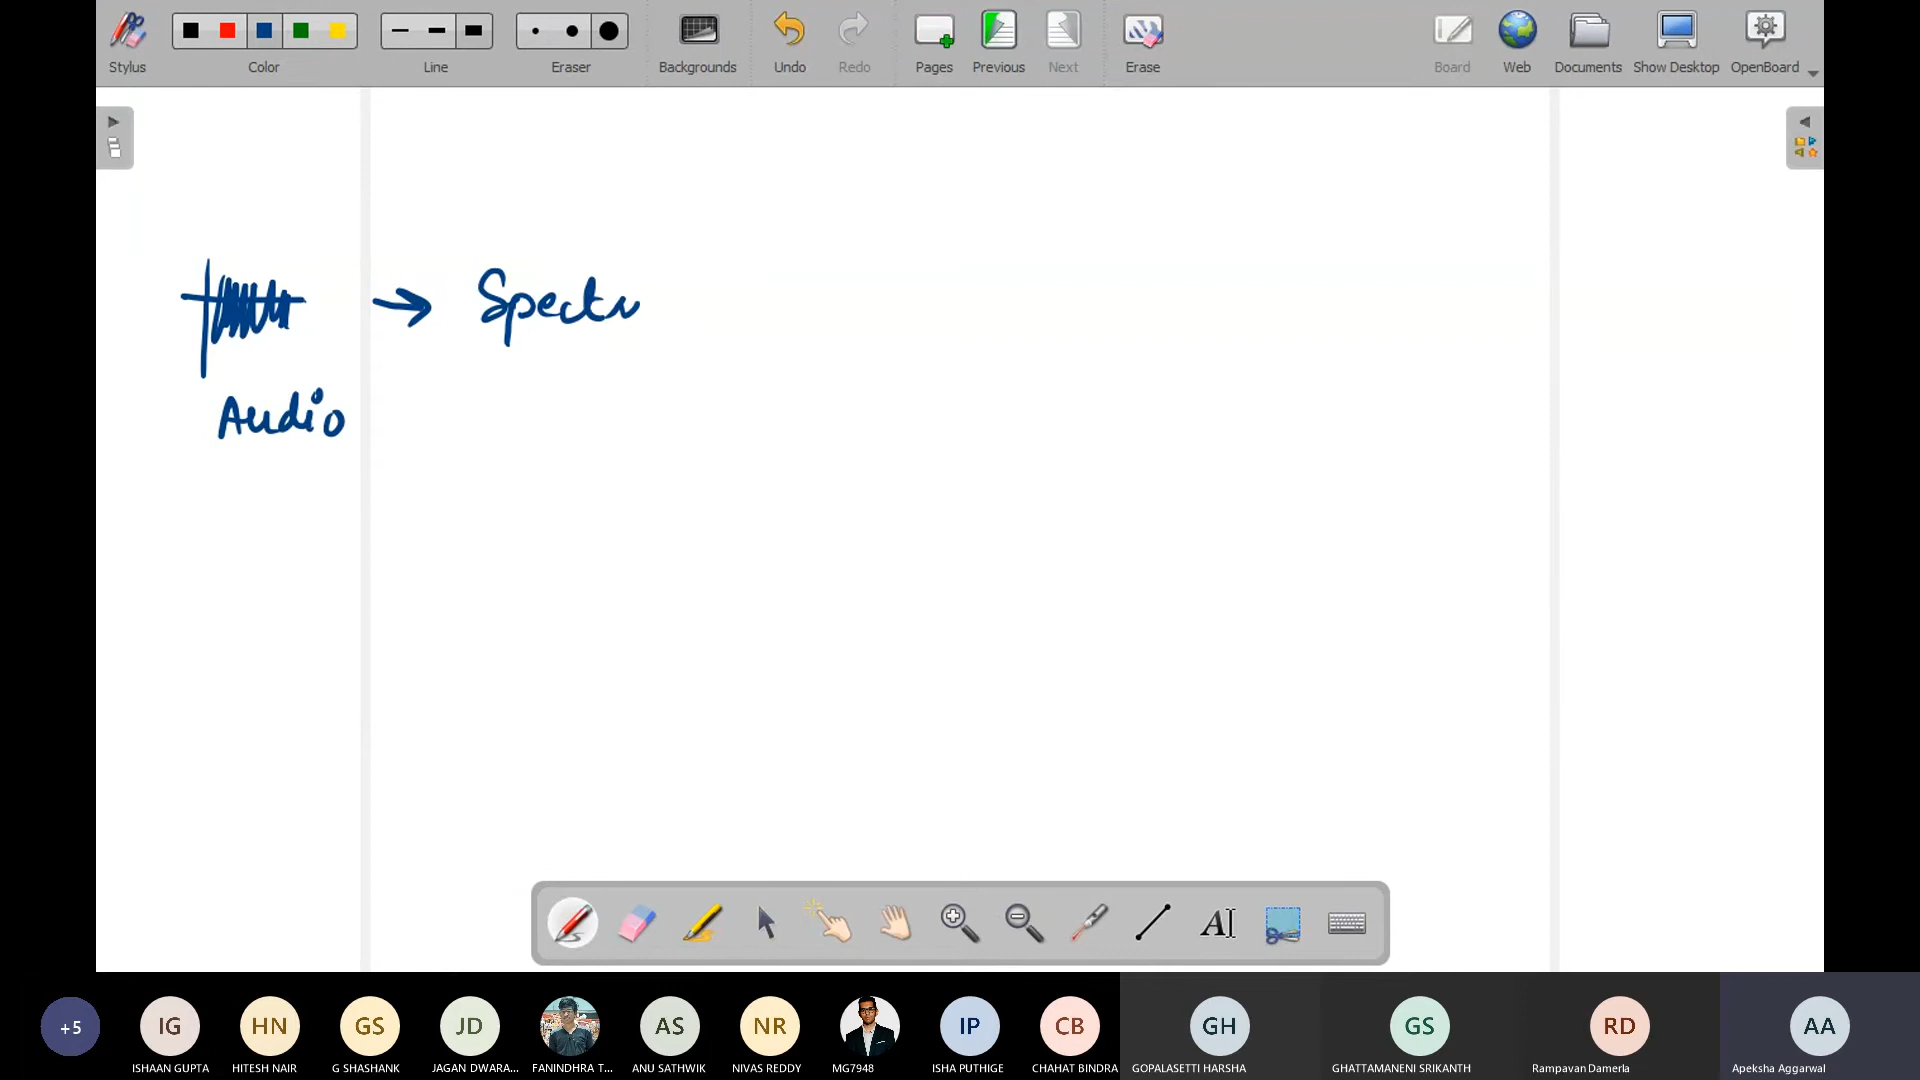 Stylus Color Line Eraser Backgrounds Undo Redo Pages Previous Next Erase Board Web Documents Show Desktop OpenBoard
→ Spectr
Audio
AI
+5 IG HN GS JD AS NR IP CB GH GS RD AA
ISHAAN GUPTA HITESH NAIR G SHASHANK JAGAN DWARA... FANINDHRA T... ANU SATHWIK NIVAS REDDY MG7948 ISHA PUTHIGE CHAHAT BINDRA GOPALASETTI HARSHA GHATTAMANENI SRIKANTH Rampavan Damerla Apeksha Aggarwal